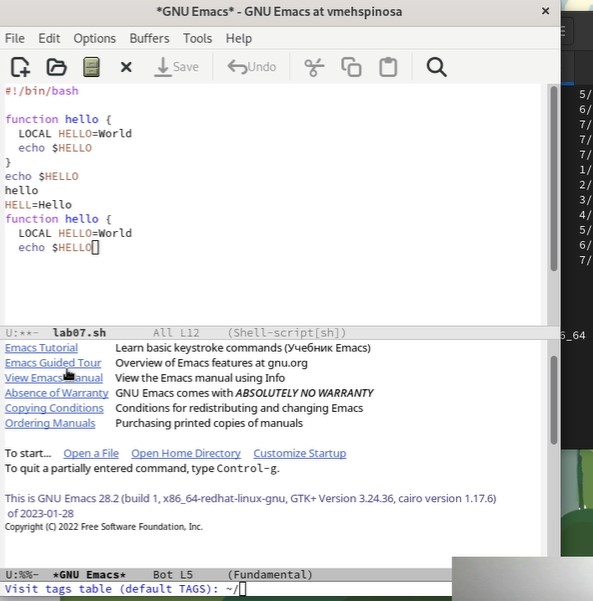 *GNU Emacs* - GNU Emacs at vmehspinosa
File Edit Options Buffers Tools Help
Save Undo
#!/bin/bash
function hello {
LOCAL HELLO=World
echo $HELLO
}
echo $HELLO
hello
HELL=Hello
function hello {
LOCAL HELLO=World
echo $HELLO
U:**- lab07.sh All L12 (Shell-script[sh])
Emacs Tutorial Learn basic keystroke commands (Учебник Emacs)
Emacs Guided Tour Overview of Emacs features at gnu.org
View Emacs Manual View the Emacs manual using Info
Absence of Warranty GNU Emacs comes with ABSOLUTELY NO WARRANTY
Copying Conditions Conditions for redistributing and changing Emacs
Ordering Manuals Purchasing printed copies of manuals
To start... Open a File Open Home Directory Customize Startup
To quit a partially entered command, type Control-g.
This is GNU Emacs 28.2 (build 1, x86_64-redhat-linux-gnu, GTK+ Version 3.24.36, cairo version 1.17.6)
of 2023-01-28
Copyright (C) 2022 Free Software Foundation, Inc.
U:%%- *GNU Emacs* Bot L5 (Fundamental)
Visit tags table (default TAGS): ~/
5/
6/
7/
7/
7/
1/
2/
3/
4/
5/
6/
7/
6_64